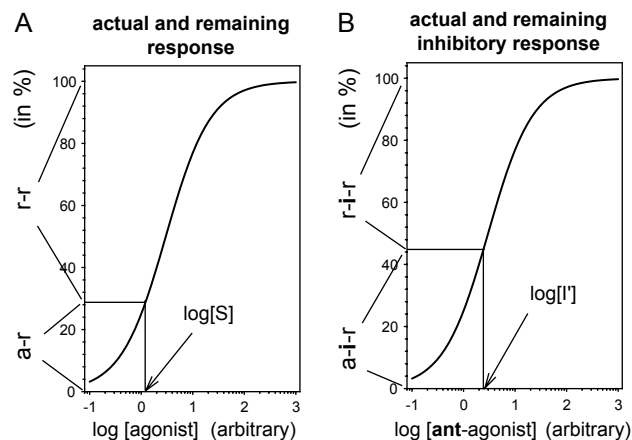 A
actual and remaining
response
(in %)
100
80
60
40
20
0
r-r
a-r
log[S]
-1
0
1
2
3
log [agonist] (arbitrary)
B
actual and remaining
inhibitory response
(in %)
100
80
60
40
20
0
r-i-r
a-i-r
log[I']
-1
0
1
2
3
log [ant-agonist] (arbitrary)